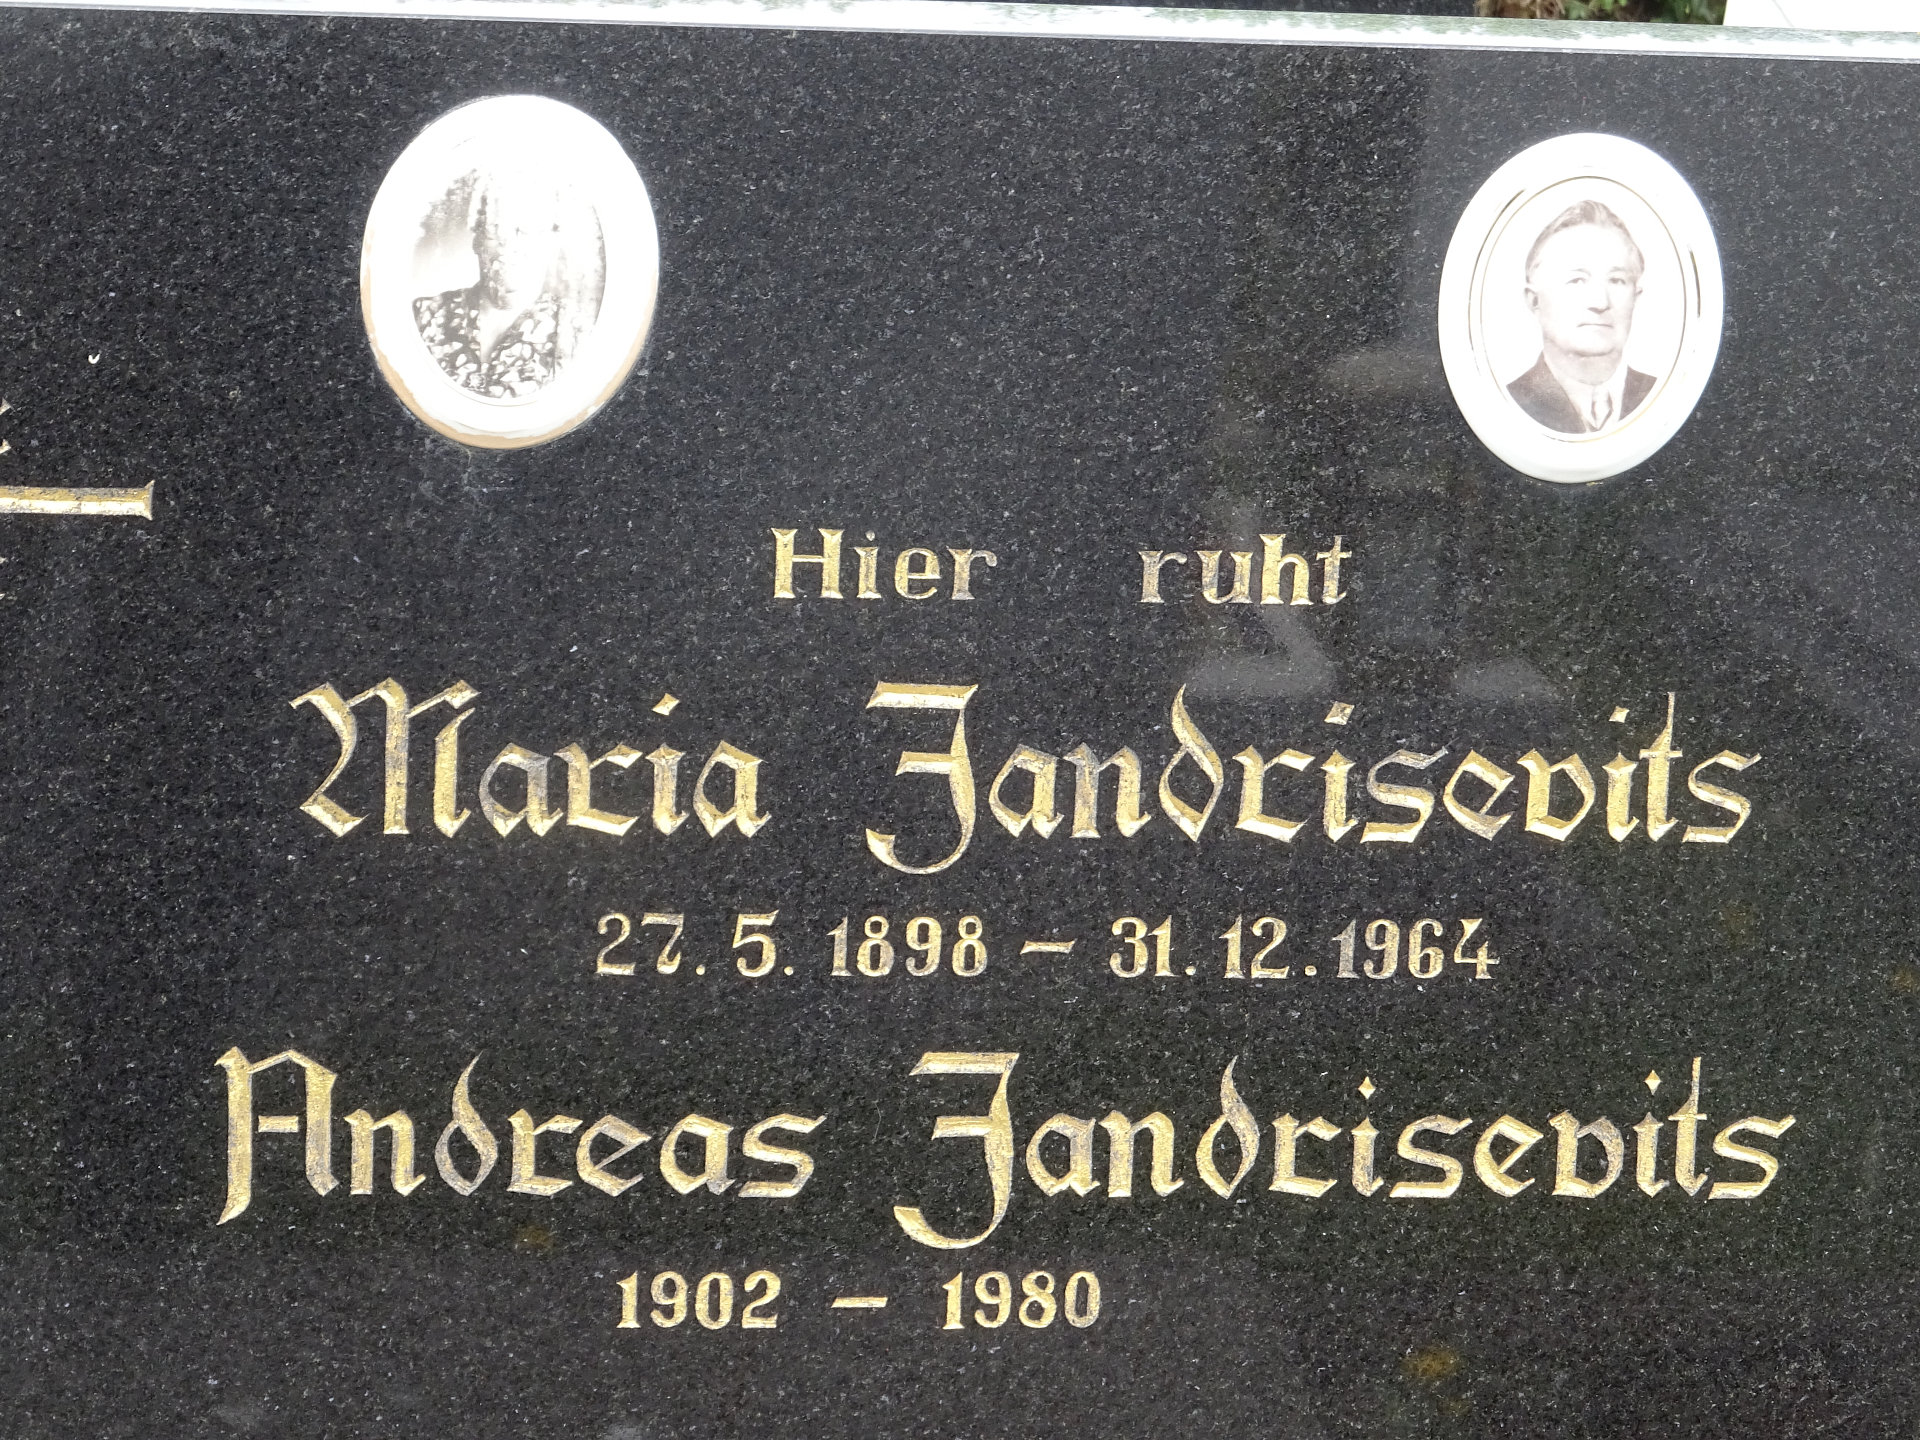 Hier ruht
Maria Jandrisevits
27. 5. 1898 – 31. 12. 1964
Andreas Jandrisevits
1902 – 1980